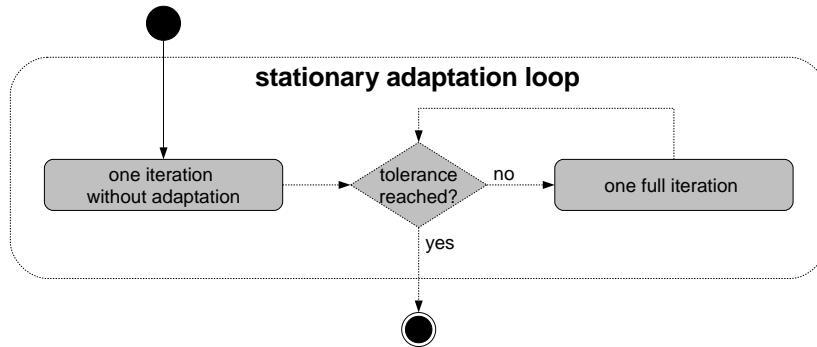 stationary adaptation loop
one iteration
without adaptation
tolerance
reached?
no
one full iteration
yes